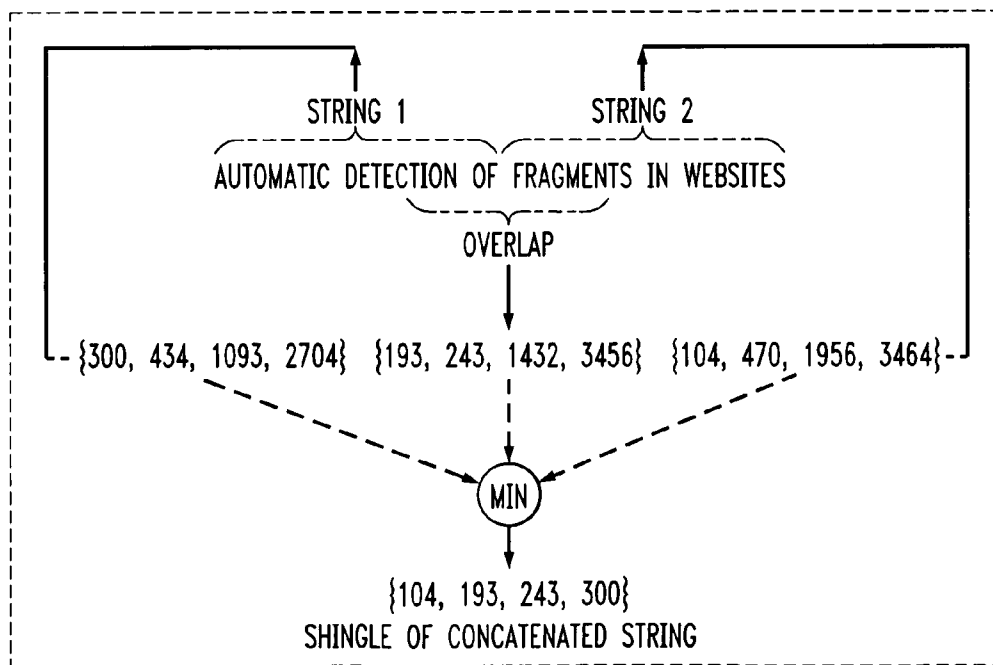 STRING 1 STRING 2
AUTOMATIC DETECTION OF FRAGMENTS IN WEBSITES
OVERLAP
{300, 434, 1093, 2704} {193, 243, 1432, 3456} {104, 470, 1956, 3464}
MIN
{104, 193, 243, 300}
SHINGLE OF CONCATENATED STRING